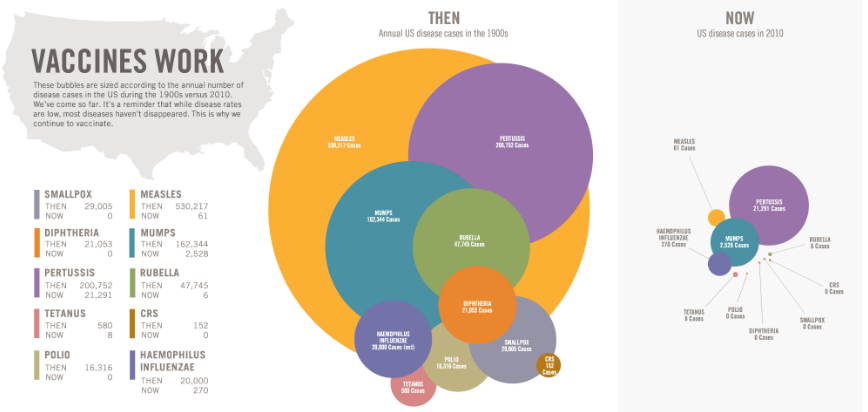 VACCINES WORK
These bubbles are sized according to the annual number of
disease cases in the US during the 1900s versus 2010.
We've come so far. It's a reminder that while disease rates
are low, most diseases haven't disappeared. This is why we
continue to vaccinate.
SMALLPOX
THEN 29,005
NOW 0
DIPHTHERIA
THEN 21,053
NOW 0
PERTUSSIS
THEN 200,752
NOW 21,291
TETANUS
THEN 580
NOW 8
POLIO
THEN 16,316
NOW 0
MEASLES
THEN 530,217
NOW 61
MUMPS
THEN 162,344
NOW 2,528
RUBELLA
THEN 47,745
NOW 6
CRS
THEN 152
NOW 0
HAEMOPHILUS
INFLUENZAE
THEN 20,000
NOW 270
THEN
Annual US disease cases in the 1900s
MEASLES
530,217 Cases
PERTUSSIS
200,752 Cases
MUMPS
162,344 Cases
RUBELLA
47,745 Cases
DIPHTHERIA
21,053 Cases
HAEMOPHILUS
INFLUENZAE
20,000 Cases (est)
SMALLPOX
29,005 Cases
POLIO
16,316 Cases
CRS
152
Cases
TETANUS
580 Cases
NOW
US disease cases in 2010
MEASLES
61 Cases
PERTUSSIS
21,291 Cases
HAEMOPHILUS
INFLUENZAE
270 Cases
MUMPS
2,528 Cases
RUBELLA
6 Cases
CRS
0 Cases
TETANUS
8 Cases
POLIO
0 Cases
SMALLPOX
0 Cases
DIPHTHERIA
0 Cases